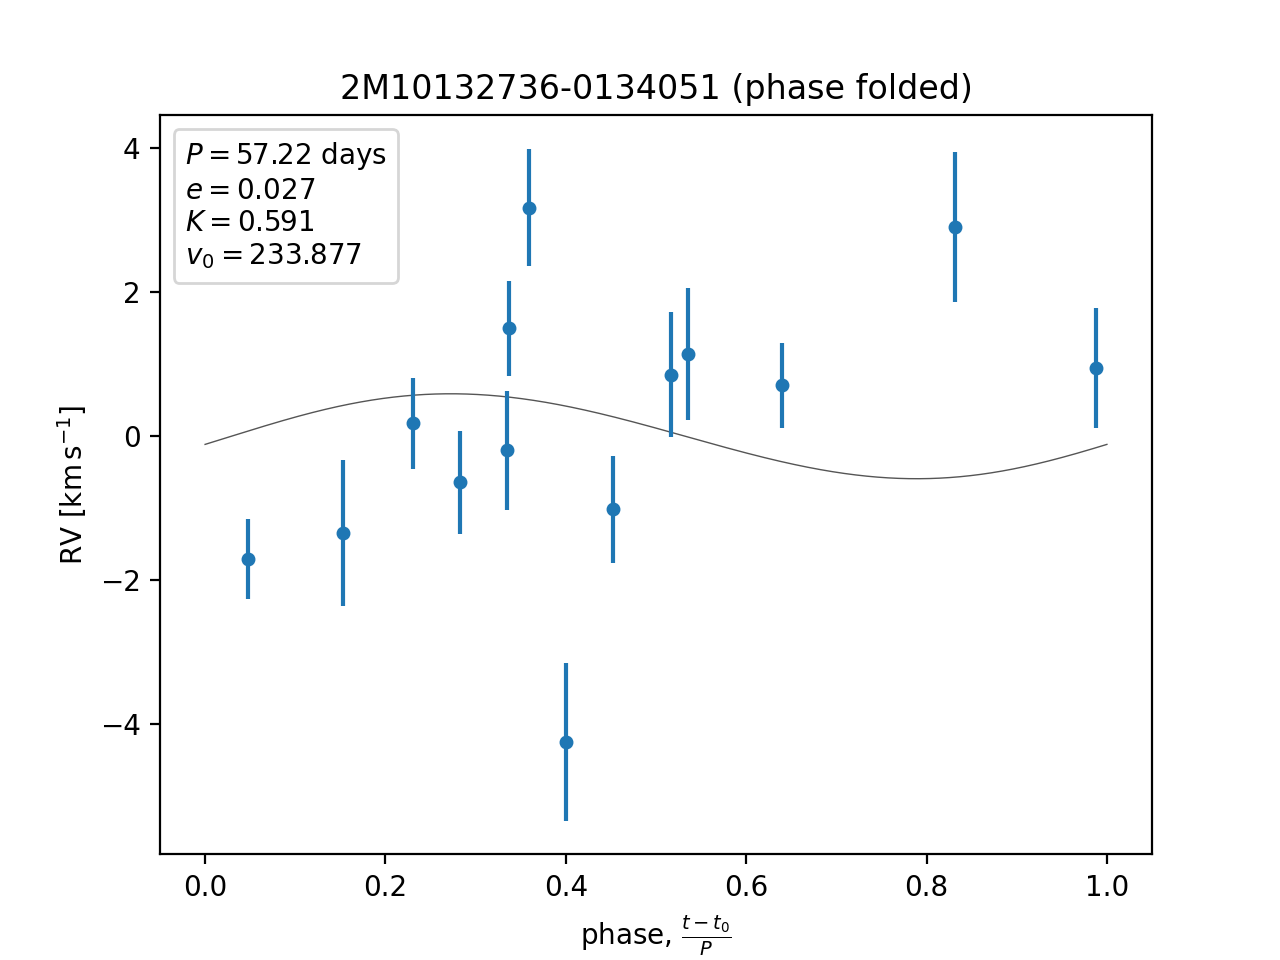 2M10132736-0134051 (phase folded)
P = 57.22 days
e = 0.027
K = 0.591
v₀ = 233.877
RV [km s⁻¹]
4
2
0
−2
−4
0.0 0.2 0.4 0.6 0.8 1.0
phase, (t − t₀)/P